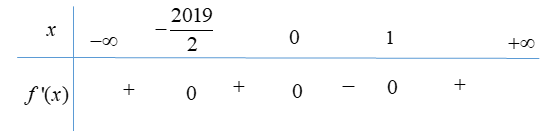 x −∞ −2019/2 0 1 +∞
f'(x) + 0 + 0 − 0 +